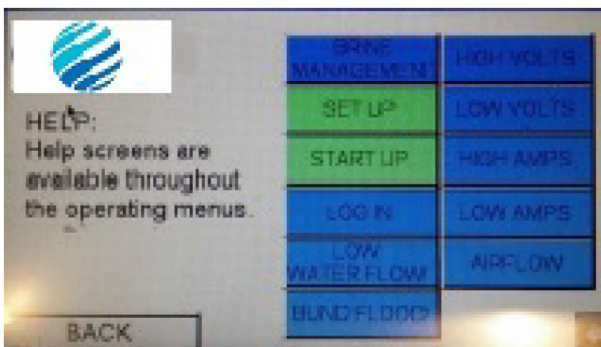 HELP:
Help screens are
available throughout
the operating menus.
BACK
BRINE
MANAGEMENT
SET UP
START UP
LOG IN
LOW
WATER FLOW
BLIND FLOOD
HIGH VOLTS
LOW VOLTS
HIGH AMPS
LOW AMPS
AIRFLOW